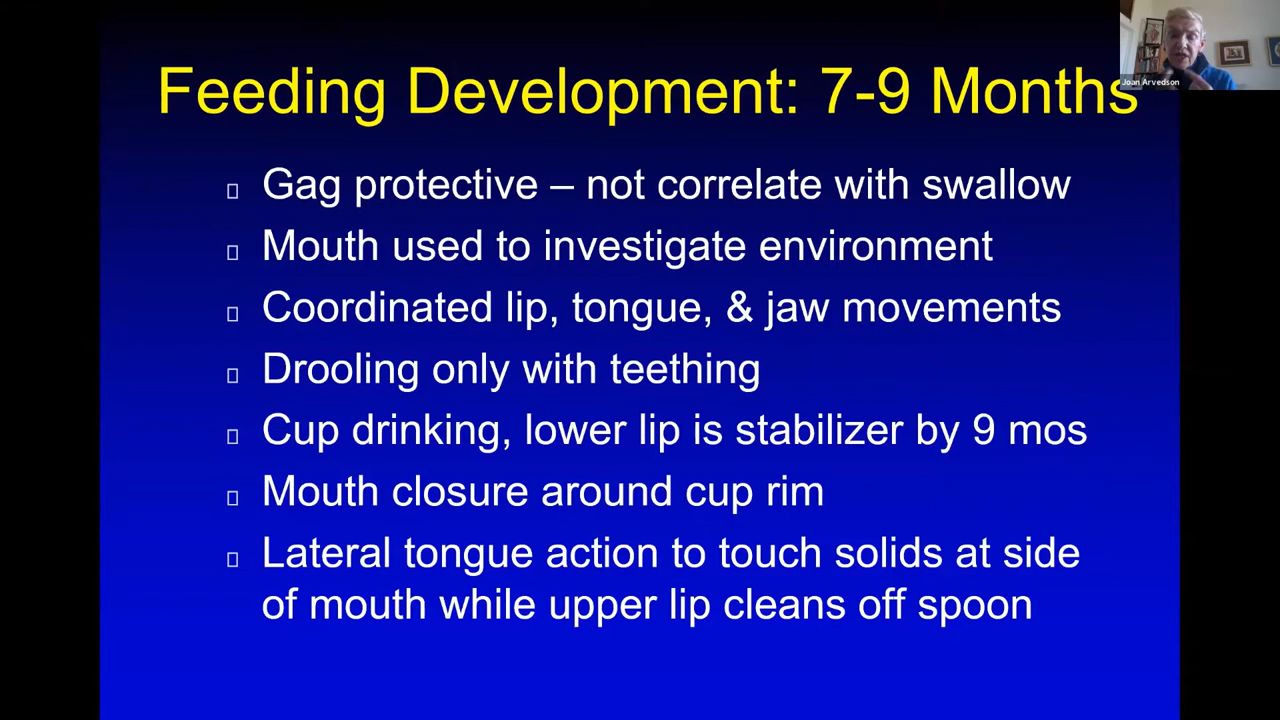 Feeding Development: 7-9 Months
Joan Arvedson
Gag protective – not correlate with swallow
Mouth used to investigate environment
Coordinated lip, tongue, & jaw movements
Drooling only with teething
Cup drinking, lower lip is stabilizer by 9 mos
Mouth closure around cup rim
Lateral tongue action to touch solids at side
of mouth while upper lip cleans off spoon